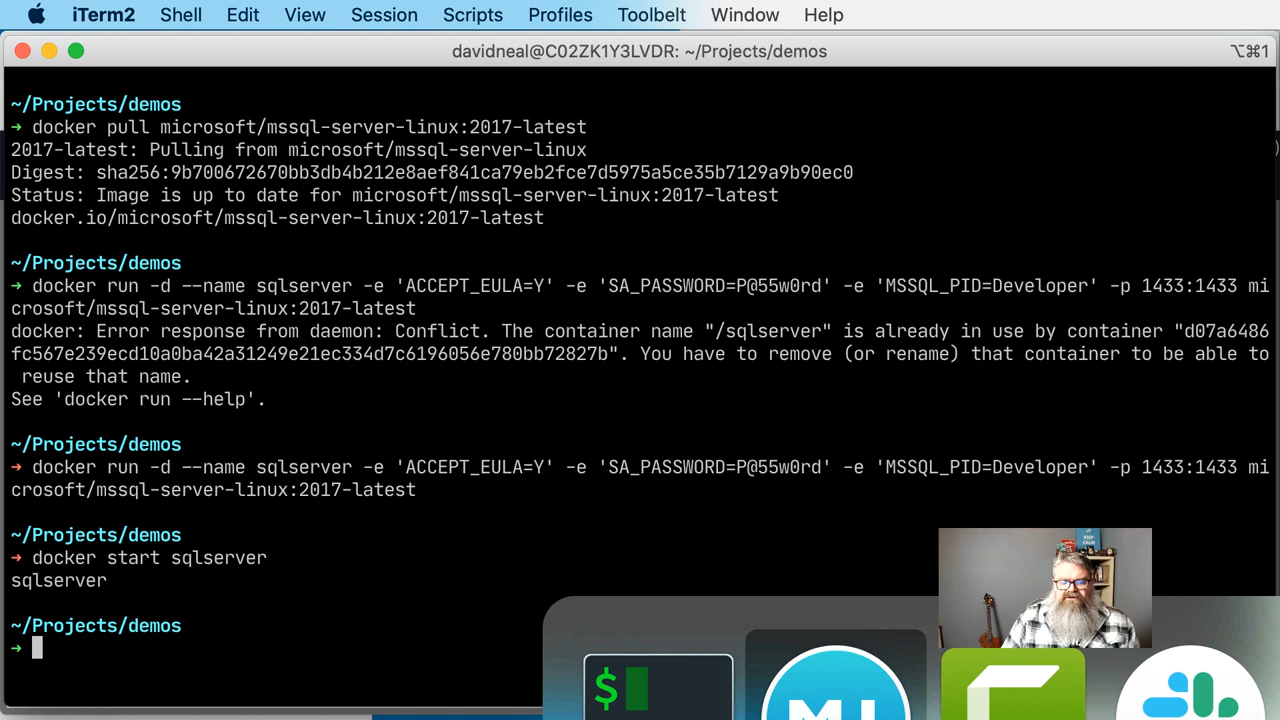 iTerm2 Shell Edit View Session Scripts Profiles Toolbelt Window Help
davidneal@C02ZK1Y3LVDR: ~/Projects/demos ⌥⌘1
~/Projects/demos
➜ docker pull microsoft/mssql-server-linux:2017-latest
2017-latest: Pulling from microsoft/mssql-server-linux
Digest: sha256:9b700672670bb3db4b212e8aef841ca79eb2fce7d5975a5ce35b7129a9b90ec0
Status: Image is up to date for microsoft/mssql-server-linux:2017-latest
docker.io/microsoft/mssql-server-linux:2017-latest
~/Projects/demos
➜ docker run -d --name sqlserver -e 'ACCEPT_EULA=Y' -e 'SA_PASSWORD=P@55w0rd' -e 'MSSQL_PID=Developer' -p 1433:1433 mi
crosoft/mssql-server-linux:2017-latest
docker: Error response from daemon: Conflict. The container name "/sqlserver" is already in use by container "d07a6486
fc567e239ecd10a0ba42a31249e21ec334d7c6196056e780bb72827b". You have to remove (or rename) that container to be able to
reuse that name.
See 'docker run --help'.
~/Projects/demos
➜ docker run -d --name sqlserver -e 'ACCEPT_EULA=Y' -e 'SA_PASSWORD=P@55w0rd' -e 'MSSQL_PID=Developer' -p 1433:1433 mi
crosoft/mssql-server-linux:2017-latest
~/Projects/demos
➜ docker start sqlserver
sqlserver
~/Projects/demos
➜
KEEP
CALM
$